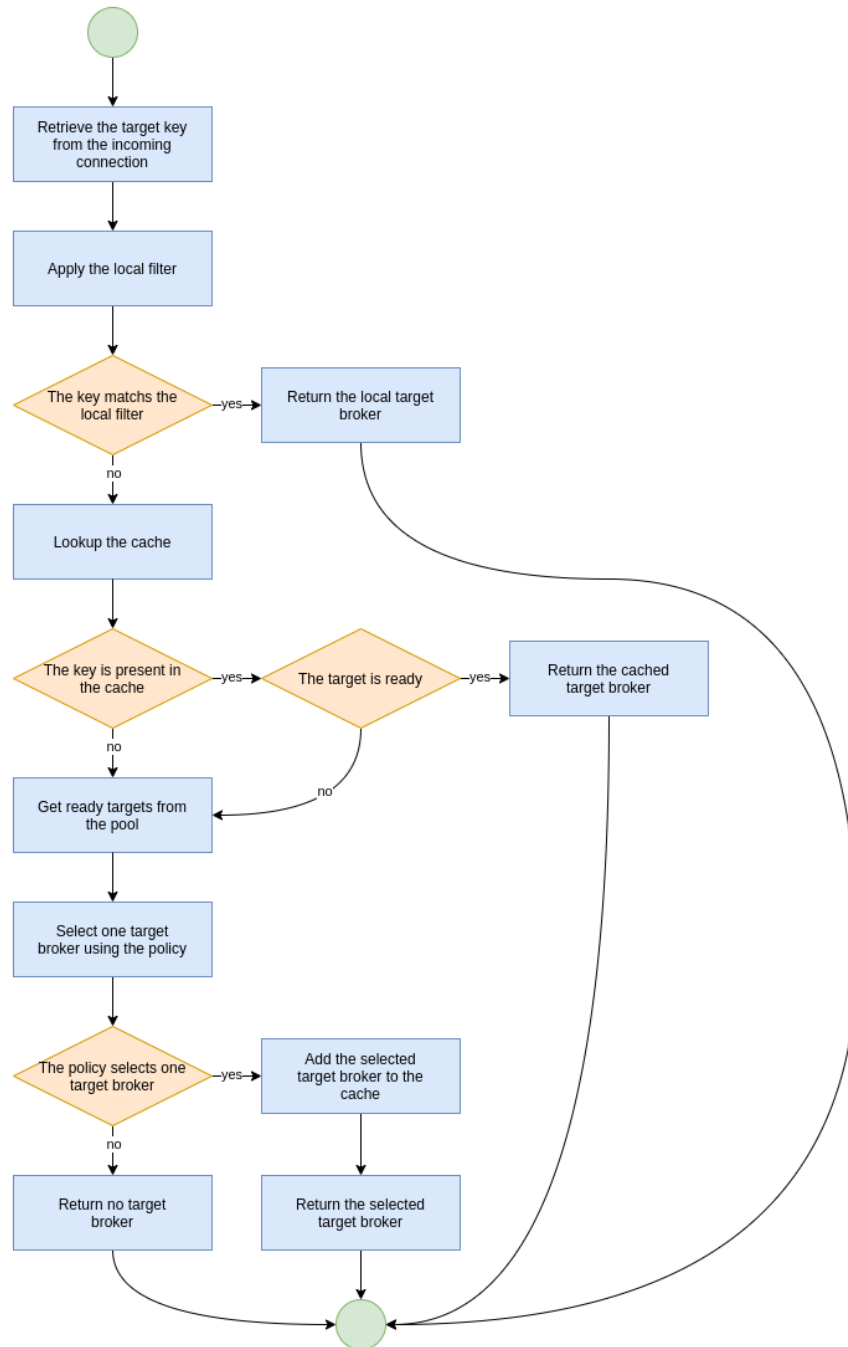 Retrieve the target key
from the incoming
connection
Apply the local filter
The key matchs the
local filter
yes
Return the local target
broker
no
Lookup the cache
The key is present in
the cache
yes
The target is ready
yes
Return the cached
target broker
no
no
Get ready targets from
the pool
Select one target
broker using the policy
The policy selects one
target broker
yes
Add the selected
target broker to the
cache
no
Return no target
broker
Return the selected
target broker